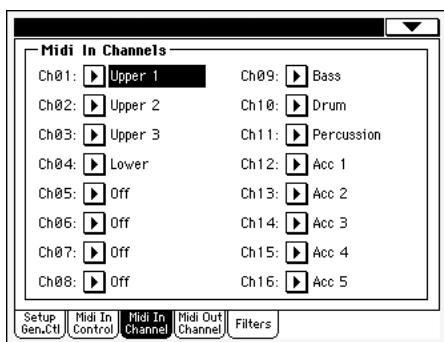 Midi In Channels
Ch01: Upper 1
Ch02: Upper 2
Ch03: Upper 3
Ch04: Lower
Ch05: Off
Ch06: Off
Ch07: Off
Ch08: Off
Ch09: Bass
Ch10: Drum
Ch11: Percussion
Ch12: Acc 1
Ch13: Acc 2
Ch14: Acc 3
Ch15: Acc 4
Ch16: Acc 5
Setup
Gen.Ctl
Midi In
Control
Midi In
Channel
Midi Out
Channel
Filters